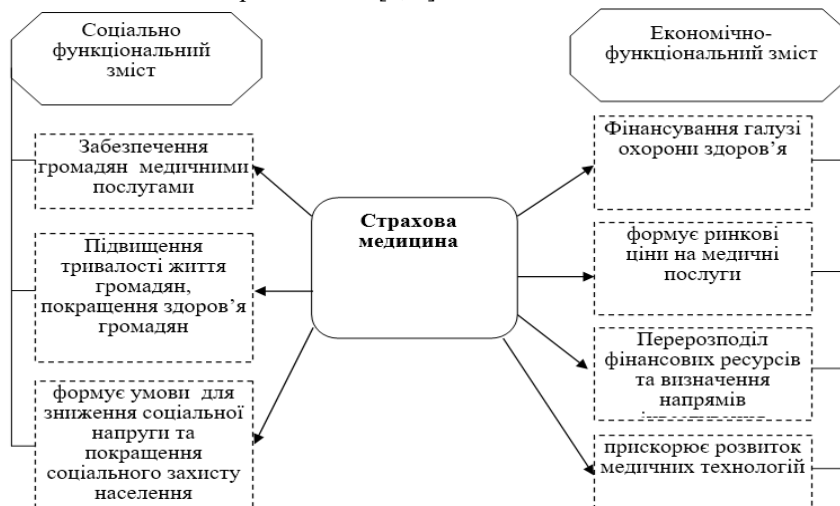 Соціально
функціональний
зміст
Економічно-
функціональний зміст
Забезпечення
громадян медичними
послугами
Підвищення
тривалості життя
громадян,
покращення здоров’я
громадян
формує умови для
зниження соціальної
напруги та
покращення
соціального захисту
населення
Страхова
медицина
Фінансування галузі
охорони здоров’я
формує ринкові
ціни на медичні
послуги
Перерозподіл
фінансових ресурсів
та визначення
напрямів
прискорює розвиток
медичних технологій